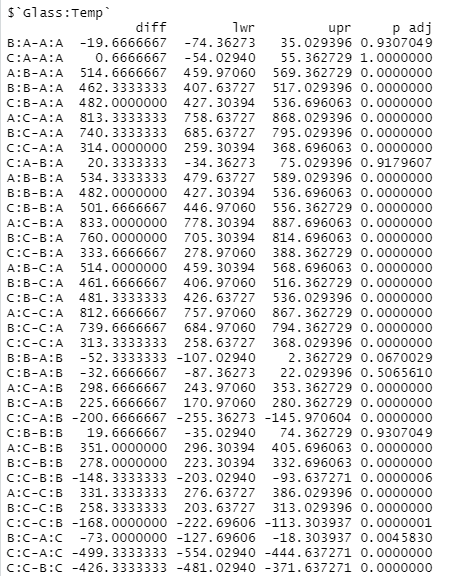 $`Glass:Temp`
diff lwr upr p adj
B:A-A:A -19.6666667 -74.36273 35.029396 0.9307049
C:A-A:A 0.6666667 -54.02940 55.362729 1.0000000
A:B-A:A 514.6666667 459.97060 569.362729 0.0000000
B:B-A:A 462.3333333 407.63727 517.029396 0.0000000
C:B-A:A 482.0000000 427.30394 536.696063 0.0000000
A:C-A:A 813.3333333 758.63727 868.029396 0.0000000
B:C-A:A 740.3333333 685.63727 795.029396 0.0000000
C:C-A:A 314.0000000 259.30394 368.696063 0.0000000
C:A-B:A 20.3333333 -34.36273 75.029396 0.9179607
A:B-B:A 534.3333333 479.63727 589.029396 0.0000000
B:B-B:A 482.0000000 427.30394 536.696063 0.0000000
C:B-B:A 501.6666667 446.97060 556.362729 0.0000000
A:C-B:A 833.0000000 778.30394 887.696063 0.0000000
B:C-B:A 760.0000000 705.30394 814.696063 0.0000000
C:C-B:A 333.6666667 278.97060 388.362729 0.0000000
A:B-C:A 514.0000000 459.30394 568.696063 0.0000000
B:B-C:A 461.6666667 406.97060 516.362729 0.0000000
C:B-C:A 481.3333333 426.63727 536.029396 0.0000000
A:C-C:A 812.6666667 757.97060 867.362729 0.0000000
B:C-C:A 739.6666667 684.97060 794.362729 0.0000000
C:C-C:A 313.3333333 258.63727 368.029396 0.0000000
B:B-A:B -52.3333333 -107.02940 2.362729 0.0670029
C:B-A:B -32.6666667 -87.36273 22.029396 0.5065610
A:C-A:B 298.6666667 243.97060 353.362729 0.0000000
B:C-A:B 225.6666667 170.97060 280.362729 0.0000000
C:C-A:B -200.6666667 -255.36273 -145.970604 0.0000000
C:B-B:B 19.6666667 -35.02940 74.362729 0.9307049
A:C-B:B 351.0000000 296.30394 405.696063 0.0000000
B:C-B:B 278.0000000 223.30394 332.696063 0.0000000
C:C-B:B -148.3333333 -203.02940 -93.637271 0.0000006
A:C-C:B 331.3333333 276.63727 386.029396 0.0000000
B:C-C:B 258.3333333 203.63727 313.029396 0.0000000
C:C-C:B -168.0000000 -222.69606 -113.303937 0.0000001
B:C-A:C -73.0000000 -127.69606 -18.303937 0.0045830
C:C-A:C -499.3333333 -554.02940 -444.637271 0.0000000
C:C-B:C -426.3333333 -481.02940 -371.637271 0.0000000